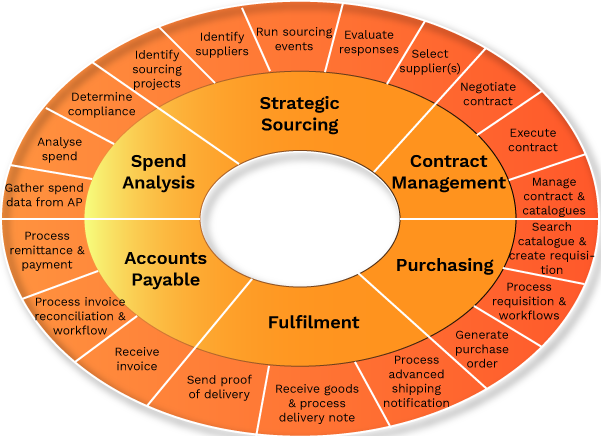 Strategic
Sourcing
Contract
Management
Purchasing
Fulfilment
Accounts
Payable
Spend
Analysis
Identify
sourcing
projects
Identify
suppliers
Run sourcing
events
Evaluate
responses
Select
supplier(s)
Negotiate
contract
Execute
contract
Manage
contract &
catalogues
Search
catalogue &
create requisi-
tion
Process
requisition &
workflows
Generate
purchase
order
Process
advanced
shipping
notification
Receive goods
& process
delivery note
Send proof
of delivery
Receive
invoice
Process invoice
reconciliation &
workflow
Process
remittance &
payment
Gather spend
data from AP
Analyse
spend
Determine
compliance